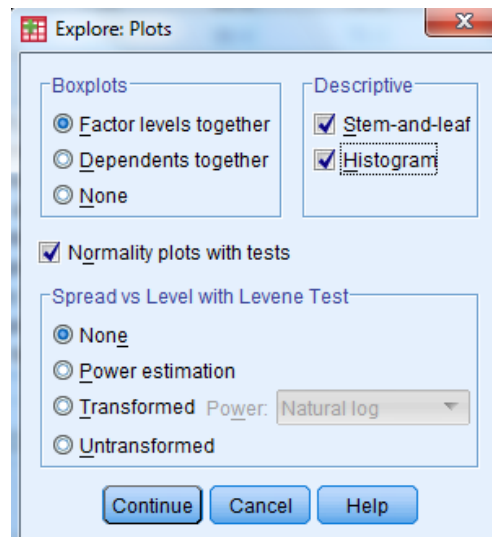 Explore: Plots
x
Boxplots
Factor levels together
Dependents together
None
Descriptive
Stem-and-leaf
Histogram
Normality plots with tests
Spread vs Level with Levene Test
None
Power estimation
Transformed Power: Natural log
Untransformed
Continue Cancel Help